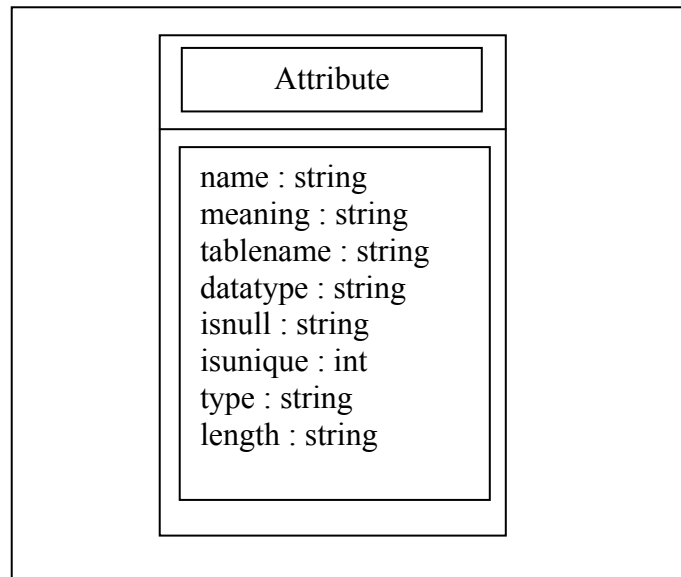 Attribute
name : string
meaning : string
tablename : string
datatype : string
isnull : string
isunique : int
type : string
length : string